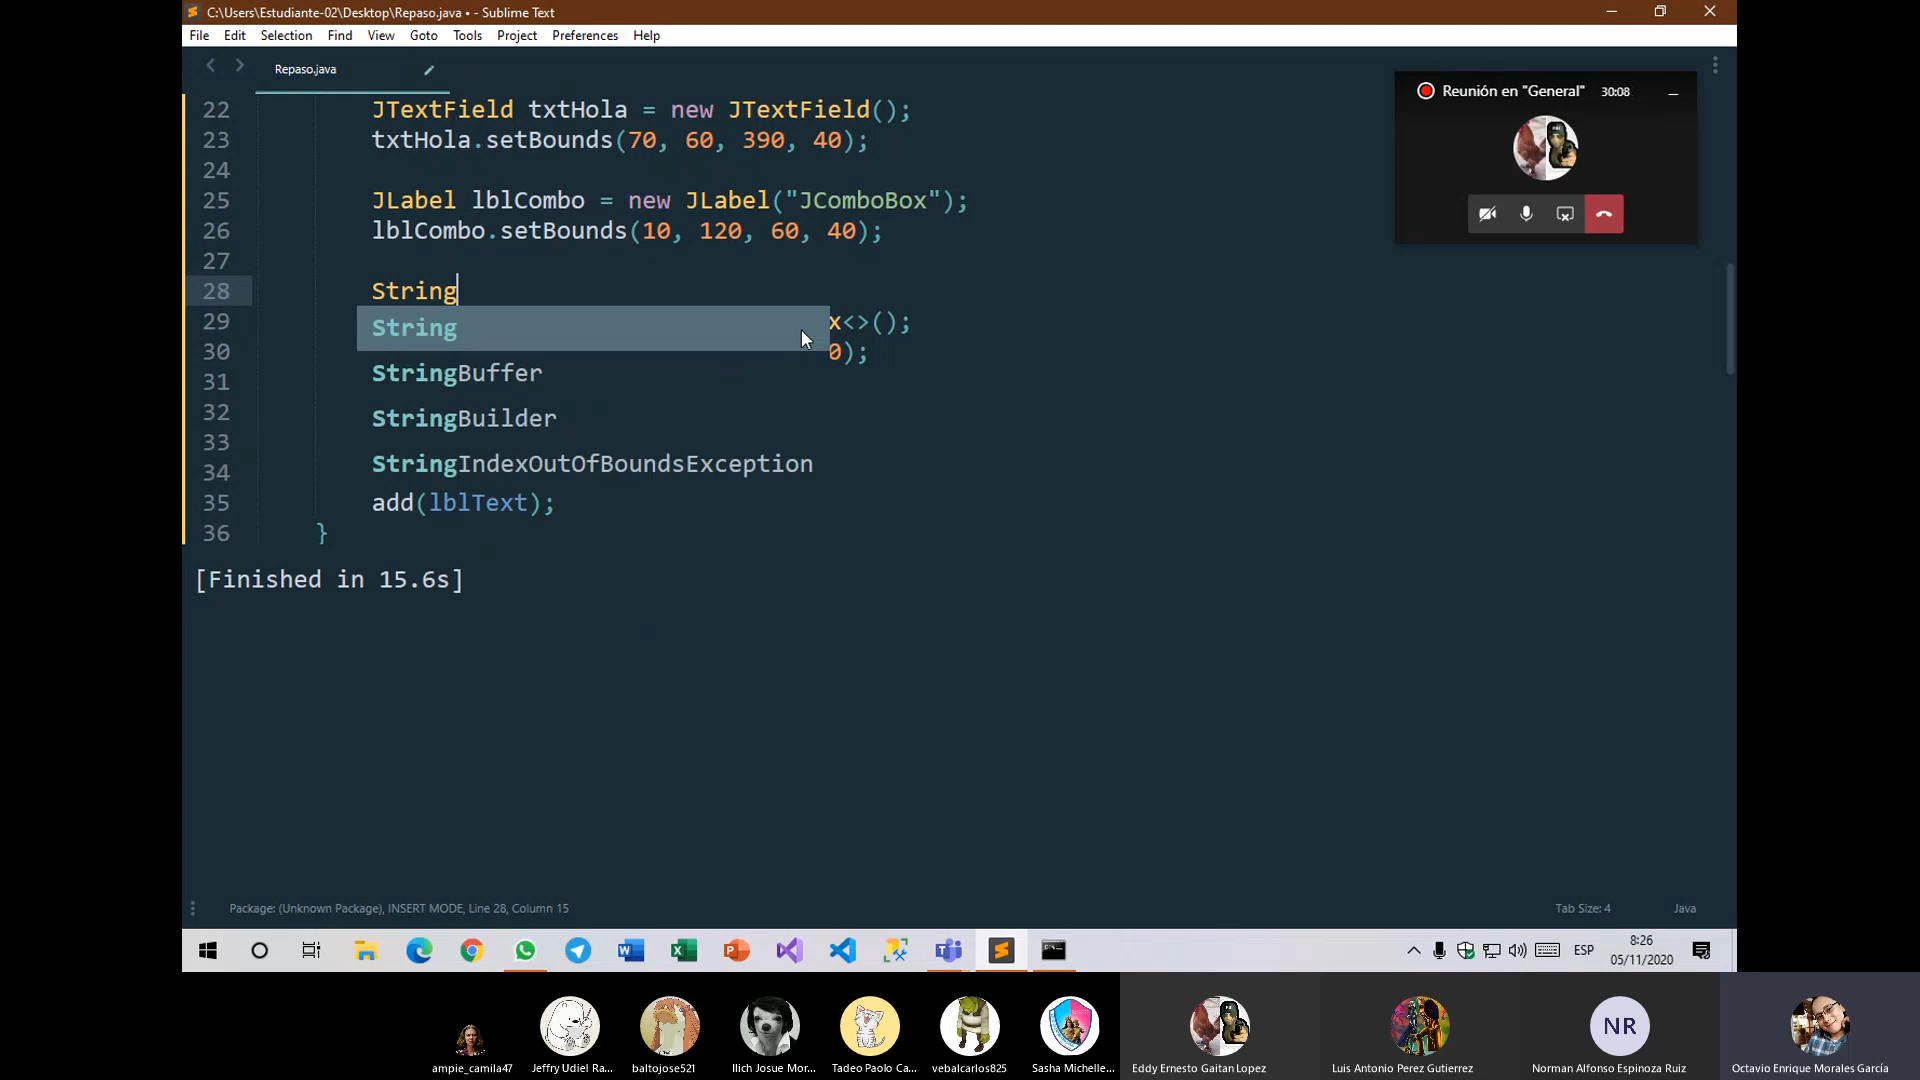 C:\Users\Estudiante-02\Desktop\Repaso.java • - Sublime Text
File Edit Selection Find View Goto Tools Project Preferences Help
Repaso.java
Reunión en "General" 30:08
22 JTextField txtHola = new JTextField();
23 txtHola.setBounds(70, 60, 390, 40);
24
25 JLabel lblCombo = new JLabel("JComboBox");
26 lblCombo.setBounds(10, 120, 60, 40);
27
28 String
29 x<>();
30 0);
31
32
33
34
String
StringBuffer
StringBuilder
StringIndexOutOfBoundsException
35 add(lblText);
36 }
[Finished in 15.6s]
Package: (Unknown Package), INSERT MODE, Line 28, Column 15
Tab Size: 4
Java
ESP
8:26
05/11/2020
NR
ampie_camila47
Jeffry Udiel Ra...
baltojose521
Ilich Josue Mor...
Tadeo Paolo Ca...
vebalcarlos825
Sasha Michelle...
Eddy Ernesto Gaitan Lopez
Luis Antonio Perez Gutierrez
Norman Alfonso Espinoza Ruiz
Octavio Enrique Morales García